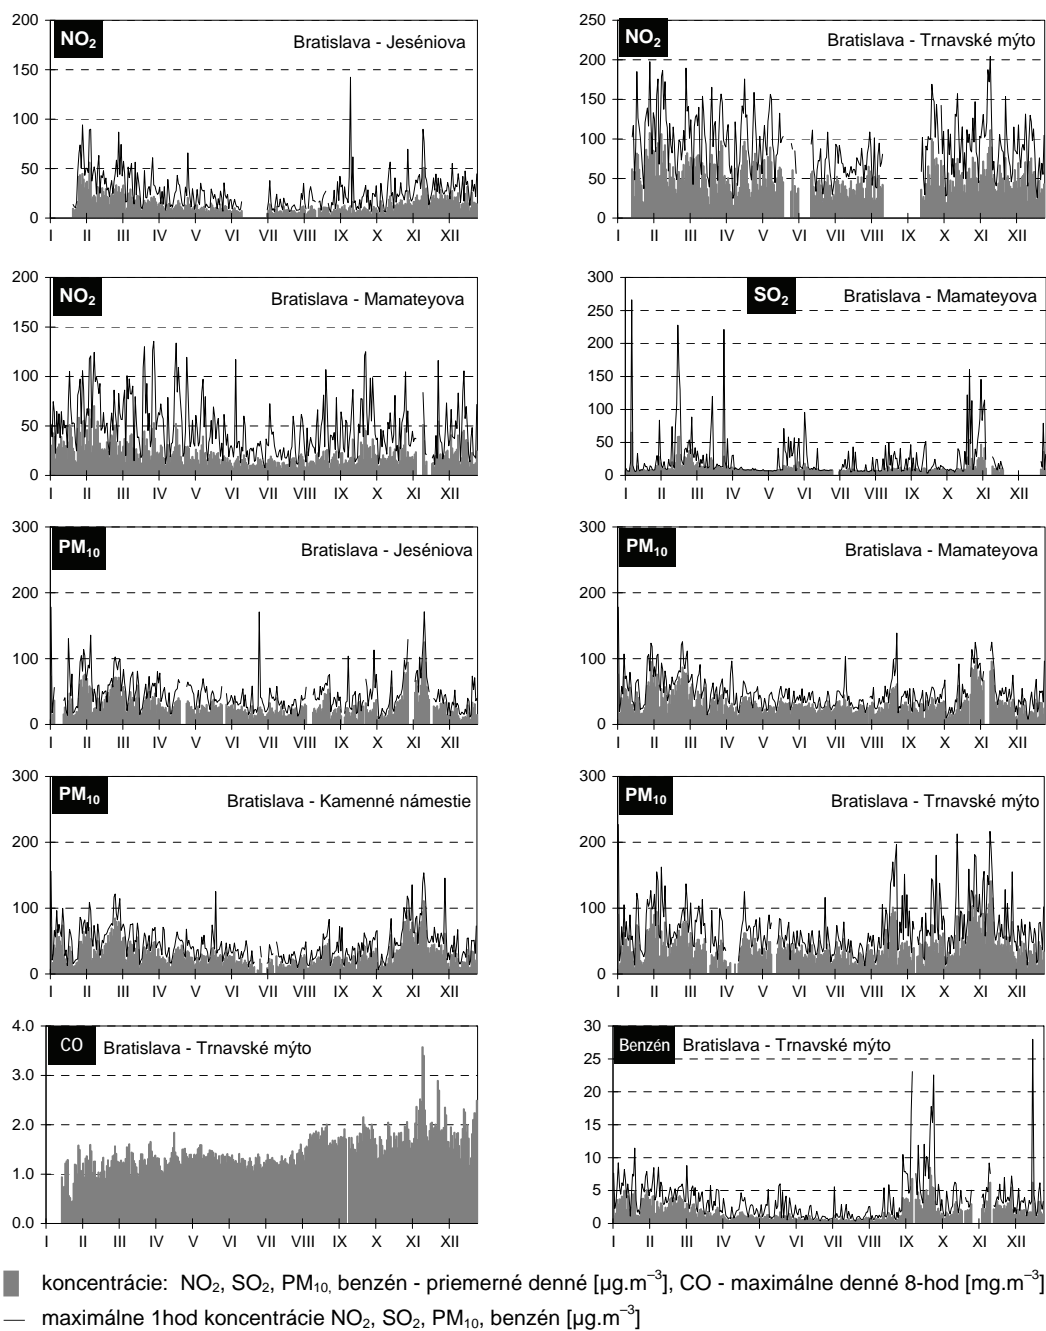 200
NO₂
Bratislava - Jeséniova
150
100
50
0
I II III IV V VI VII VIII IX X XI XII
250
NO₂
Bratislava - Trnavské mýto
200
150
100
50
0
I II III IV V VI VII VIII IX X XI XII
200
NO₂
Bratislava - Mamateyova
150
100
50
0
I II III IV V VI VII VIII IX X XI XII
300
SO₂
Bratislava - Mamateyova
250
200
150
100
50
0
I II III IV V VI VII VIII IX X XI XII
300
PM₁₀
Bratislava - Jeséniova
200
100
0
I II III IV V VI VII VIII IX X XI XII
300
PM₁₀
Bratislava - Mamateyova
200
100
0
I II III IV V VI VII VIII IX X XI XII
300
PM₁₀
Bratislava - Kamenné námestie
200
100
0
I II III IV V VI VII VIII IX X XI XII
300
PM₁₀
Bratislava - Trnavské mýto
200
100
0
I II III IV V VI VII VIII IX X XI XII
4.0
CO
Bratislava - Trnavské mýto
3.0
2.0
1.0
0.0
I II III IV V VI VII VIII IX X XI XII
30
Benzén
Bratislava - Trnavské mýto
25
20
15
10
5
0
I II III IV V VI VII VIII IX X XI XII
koncentrácie: NO₂, SO₂, PM₁₀, benzén - priemerné denné [µg.m⁻³], CO - maximálne denné 8-hod [mg.m⁻³]
— maximálne 1hod koncentrácie NO₂, SO₂, PM₁₀, benzén [µg.m⁻³]